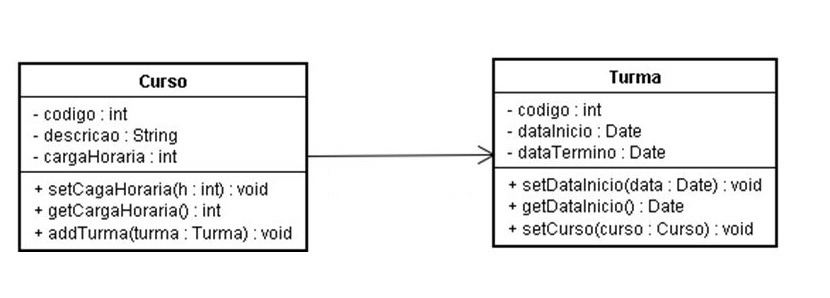 Curso
- codigo : int
- descricao : String
- cargaHoraria : int
+ setCagaHoraria(h : int) : void
+ getCargaHoraria() : int
+ addTurma(turma : Turma) : void
Turma
- codigo : int
- dataInicio : Date
- dataTermino : Date
+ setDataInicio(data : Date) : void
+ getDataInicio() : Date
+ setCurso(curso : Curso) : void